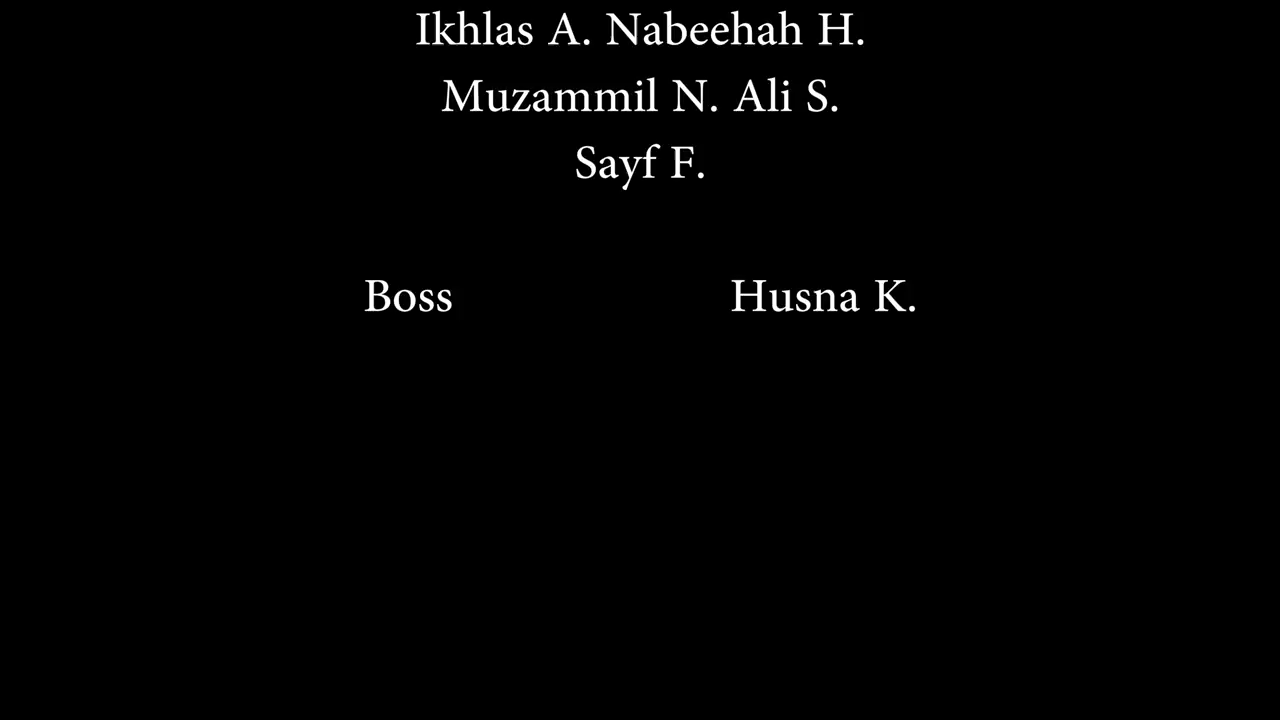 Ikhlas A. Nabeehah H.
Muzammil N. Ali S.
Sayf F.
Boss Husna K.